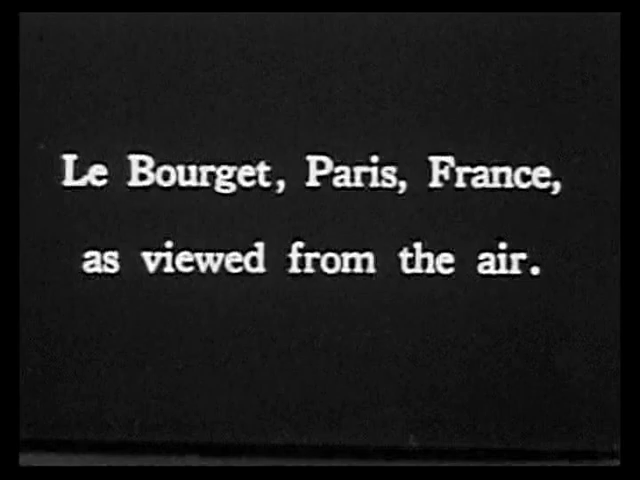 Le Bourget, Paris, France,
as viewed from the air.